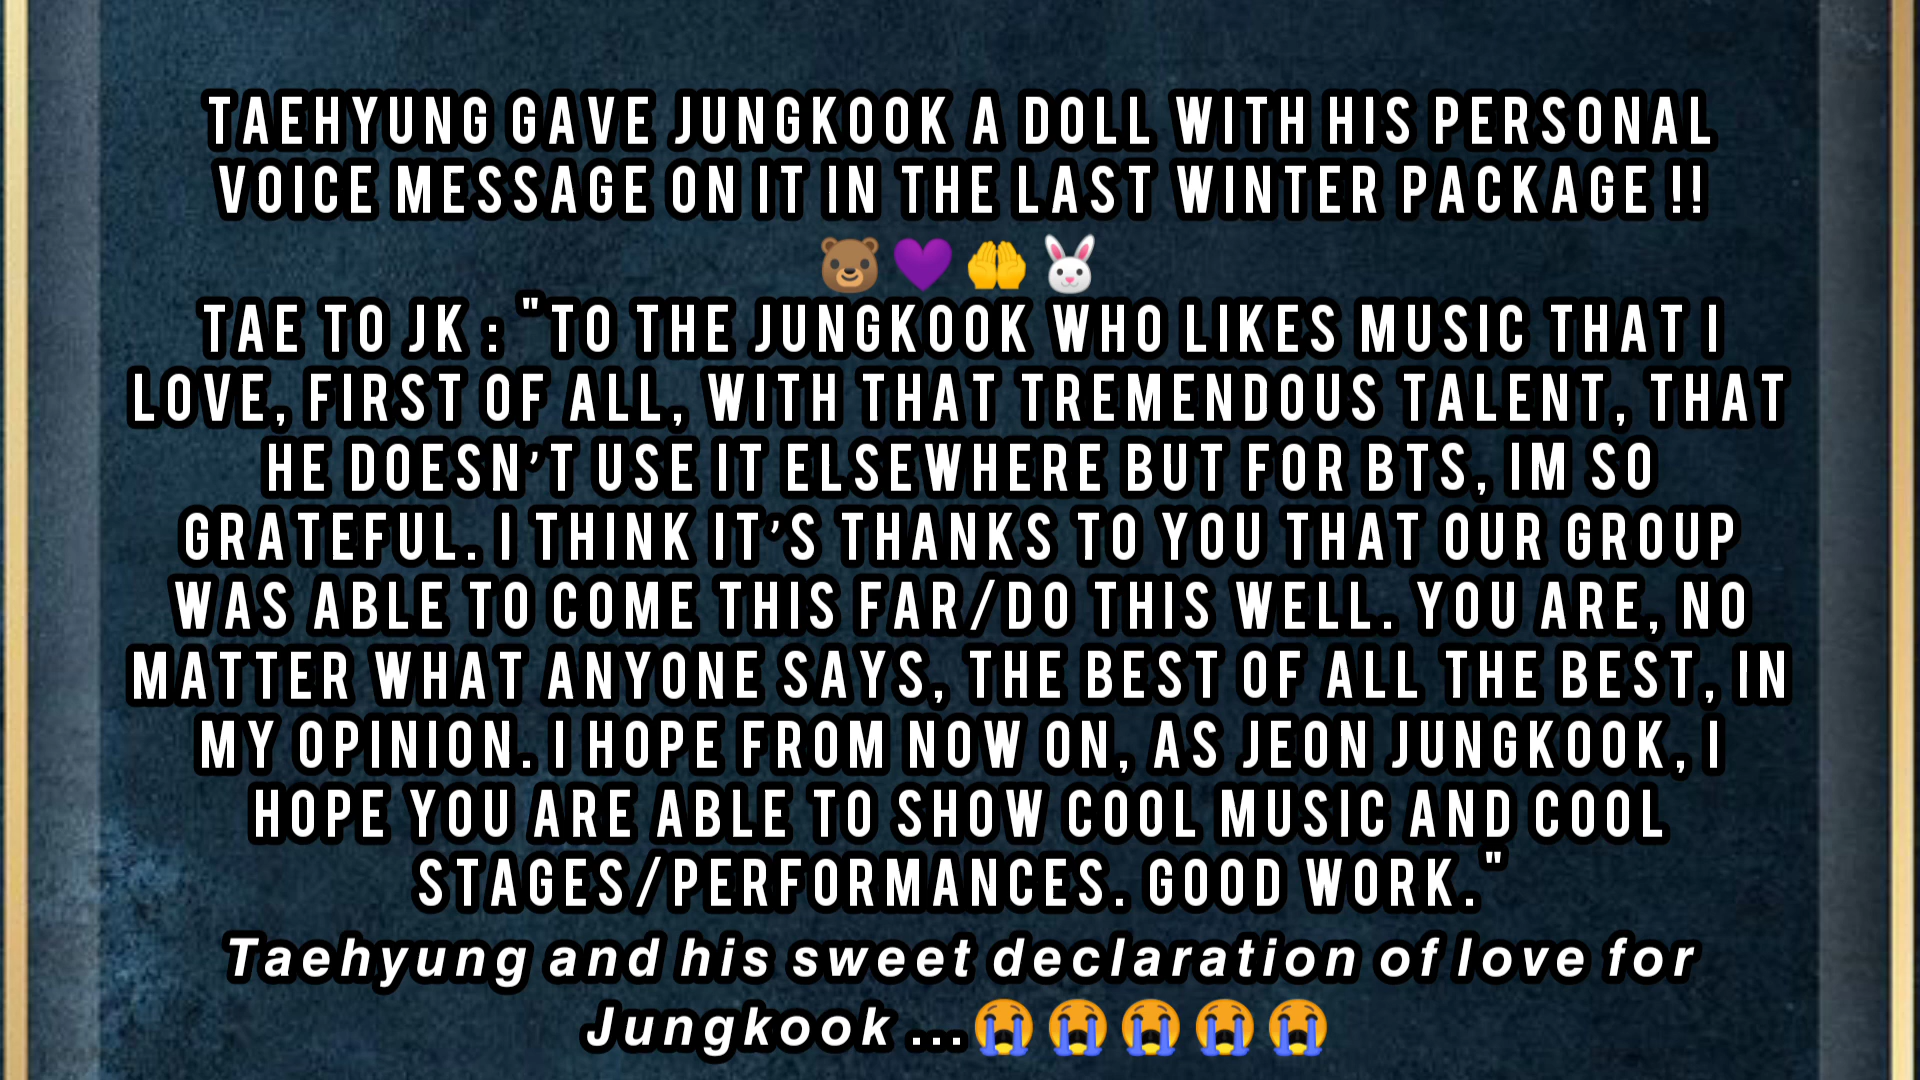 TAEHYUNG GAVE JUNGKOOK A DOLL WITH HIS PERSONAL
VOICE MESSAGE ON IT IN THE LAST WINTER PACKAGE !!
🐻💜🤲🐰
TAE TO JK : "TO THE JUNGKOOK WHO LIKES MUSIC THAT I
LOVE, FIRST OF ALL, WITH THAT TREMENDOUS TALENT, THAT
HE DOESN’T USE IT ELSEWHERE BUT FOR BTS, IM SO
GRATEFUL. I THINK IT’S THANKS TO YOU THAT OUR GROUP
WAS ABLE TO COME THIS FAR/DO THIS WELL. YOU ARE, NO
MATTER WHAT ANYONE SAYS, THE BEST OF ALL THE BEST, IN
MY OPINION. I HOPE FROM NOW ON, AS JEON JUNGKOOK, I
HOPE YOU ARE ABLE TO SHOW COOL MUSIC AND COOL
STAGES/PERFORMANCES. GOOD WORK."
Taehyung and his sweet declaration of love for
Jungkook ...😭😭😭😭😭